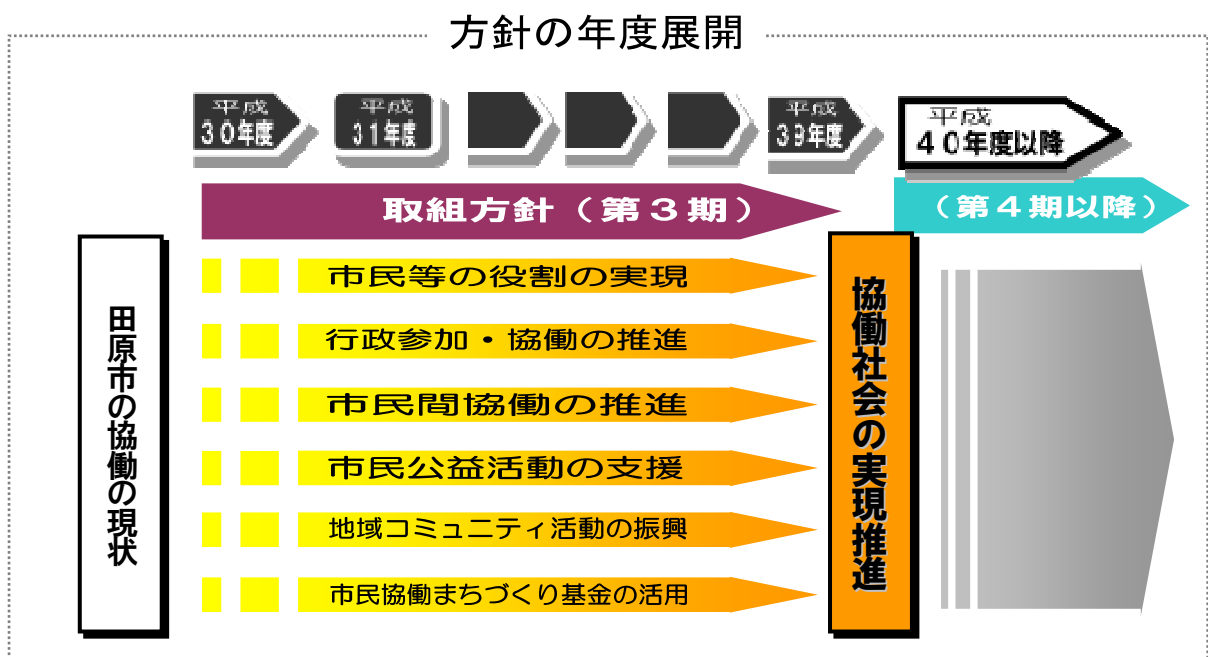 方針の年度展開
平成
30年度
平成
31年度
平成
39年度
平成
40年度以降
取組方針(第3期)
(第4期以降)
田原市の協働の現状
市民等の役割の実現
行政参加・協働の推進
市民間協働の推進
市民公益活動の支援
地域コミュニティ活動の振興
市民協働まちづくり基金の活用
協働社会の実現推進